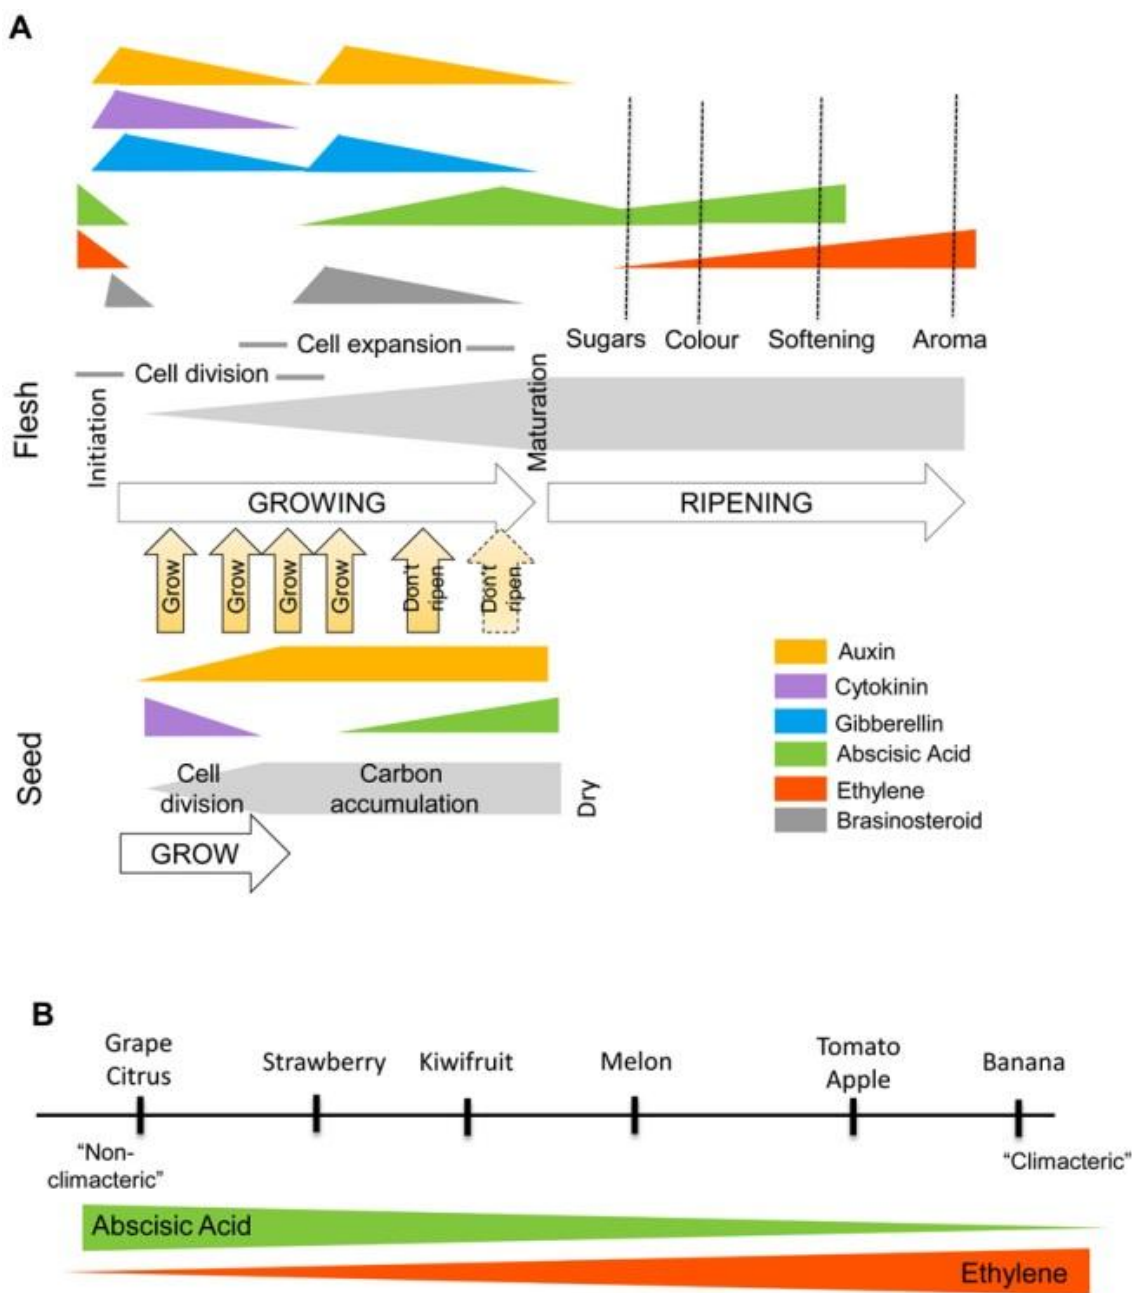 A
Sugars
Colour
Softening
Aroma
Cell expansion
Cell division
Flesh
Initiation
Maturation
GROWING
RIPENING
Grow
Grow
Grow
Grow
Don't
ripen
Don't
ripen
Auxin
Cytokinin
Gibberellin
Abscisic Acid
Ethylene
Brasinosteroid
Seed
Cell
division
Carbon
accumulation
Dry
GROW
B
Grape
Citrus
Strawberry
Kiwifruit
Melon
Tomato
Apple
Banana
“Non-
climacteric”
“Climacteric”
Abscisic Acid
Ethylene